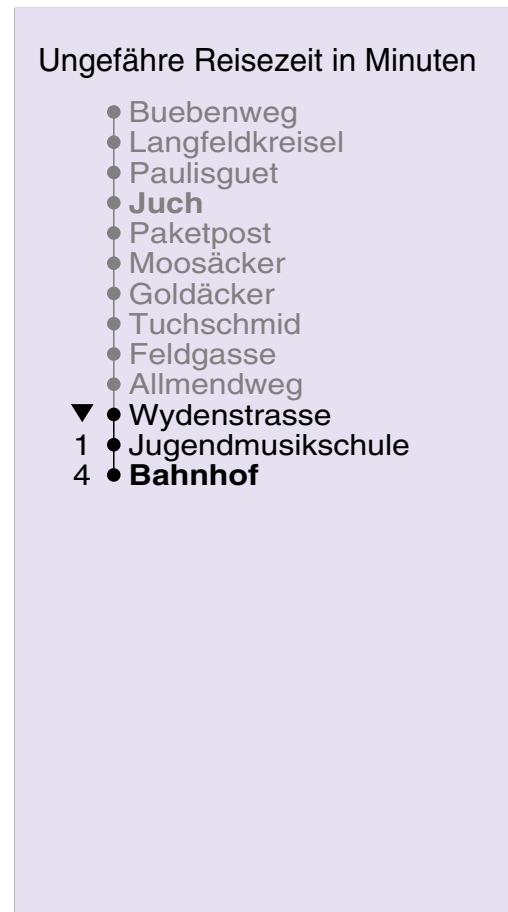 Ungefähre Reisezeit in Minuten
Buebenweg
Langfeldkreisel
Paulisguet
Juch
Paketpost
Moosäcker
Goldäcker
Tuchschmid
Feldgasse
Allmendweg
Wydenstrasse
1 Jugendmusikschule
4 Bahnhof